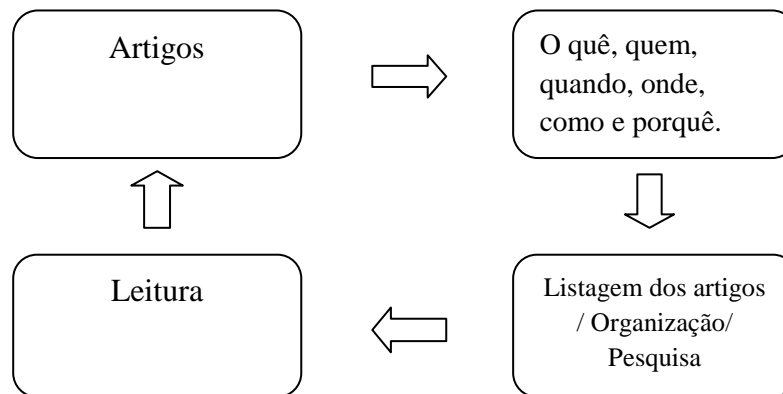 Artigos
O quê, quem,
quando, onde,
como e porquê.
Leitura
Listagem dos artigos
/ Organização/
Pesquisa